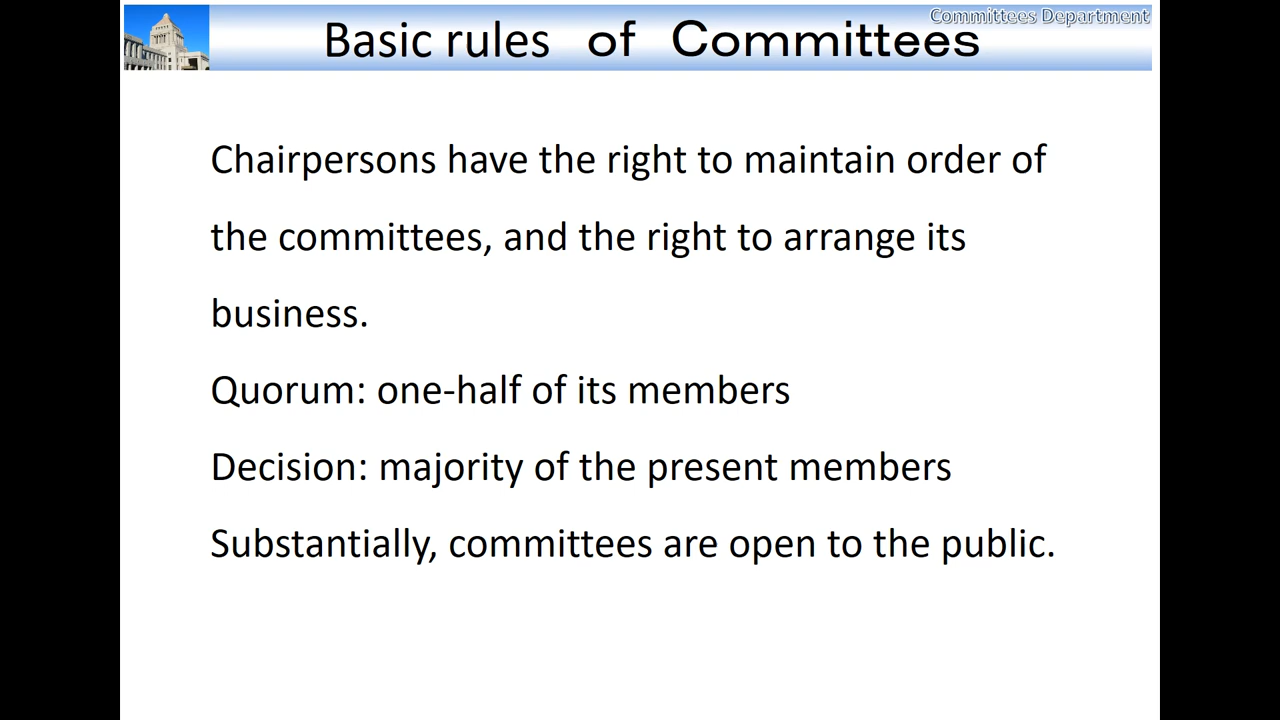 Committees Department
Basic rules of Committees
Chairpersons have the right to maintain order of
the committees, and the right to arrange its
business.
Quorum: one-half of its members
Decision: majority of the present members
Substantially, committees are open to the public.